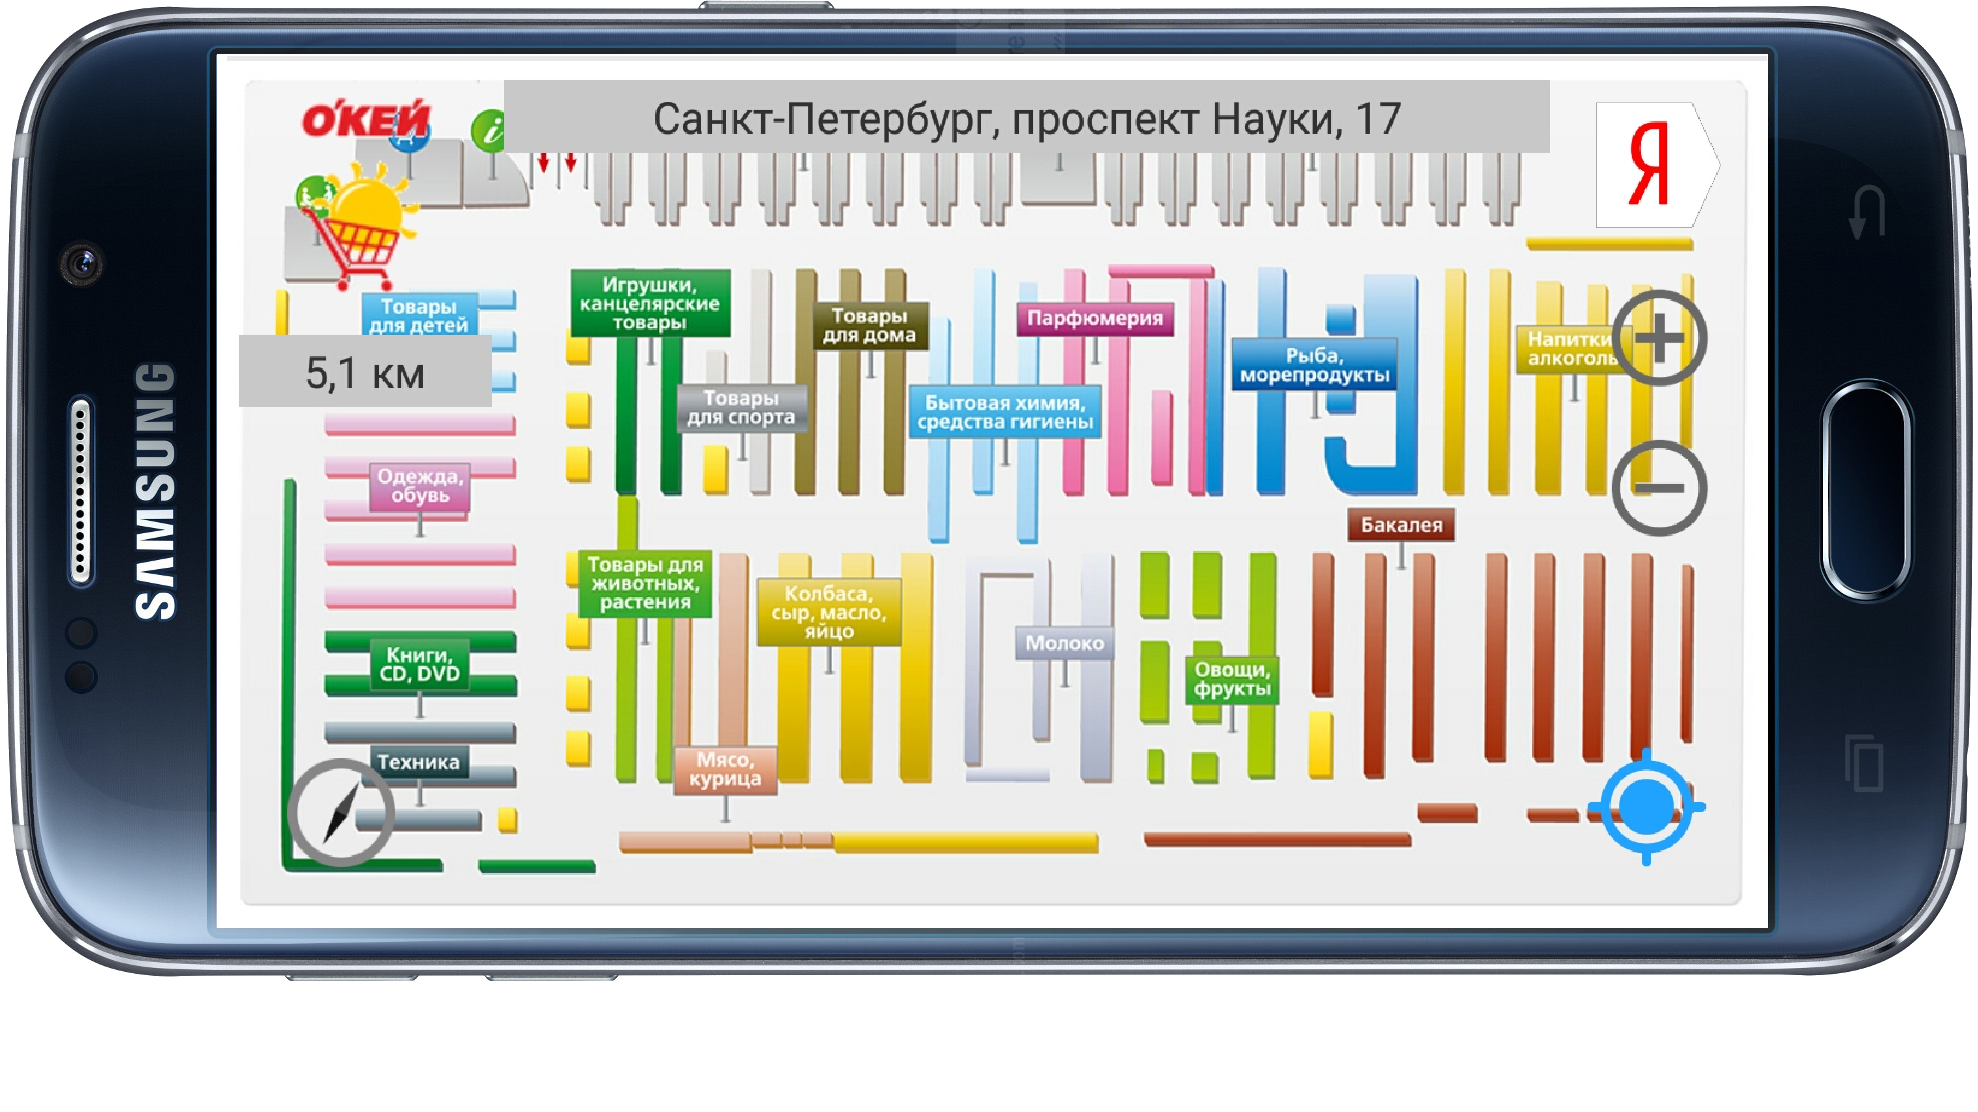 О'КЕЙ
i
Санкт-Петербург, проспект Науки, 17
Я
Товары
для детей
5,1 км
Игрушки,
канцелярские
товары
Товары
для дома
Товары
для спорта
Парфюмерия
Бытовая химия,
средства гигиены
Рыба,
морепродукты
Напитки,
алкоголь
Одежда,
обувь
Бакалея
Товары для
животных,
растения
Колбаса,
сыр, масло,
яйцо
Молоко
Овощи,
фрукты
Книги,
CD, DVD
Техника
Мясо,
курица
SAMSUNG